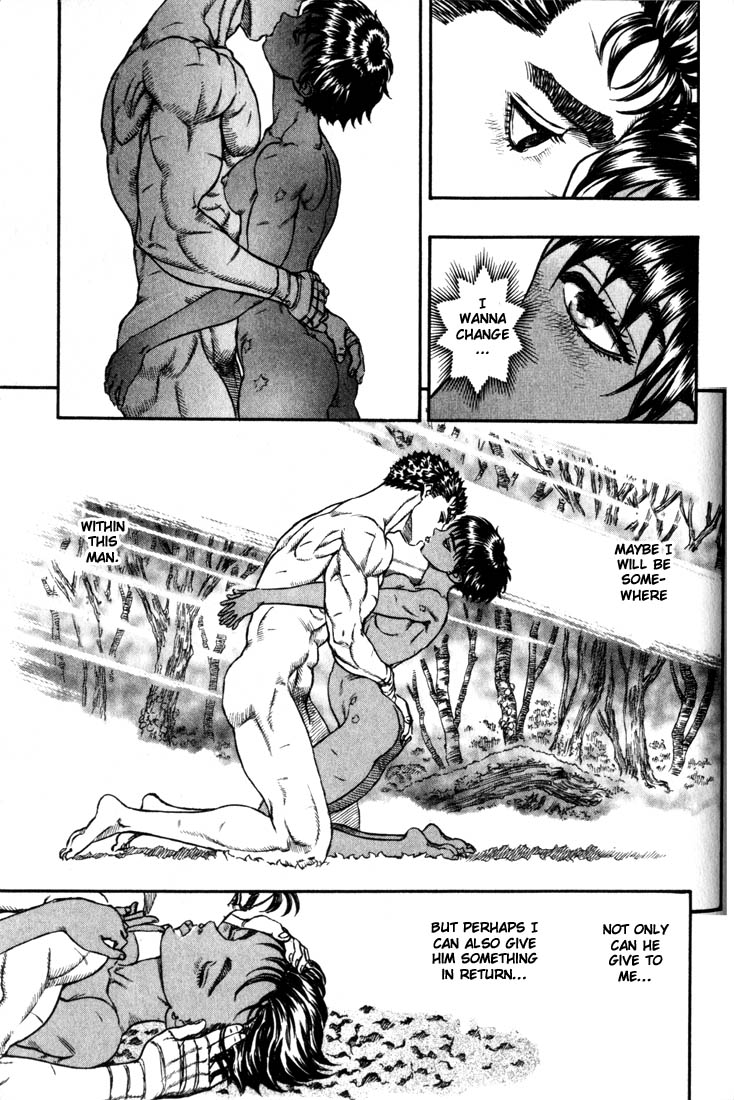 I
WANNA
CHANGE
...
MAYBE I
WILL BE
SOME-
WHERE
WITHIN
THIS
MAN.
NOT ONLY
CAN HE
GIVE TO
ME...
BUT PERHAPS I
CAN ALSO GIVE
HIM SOMETHING
IN RETURN...